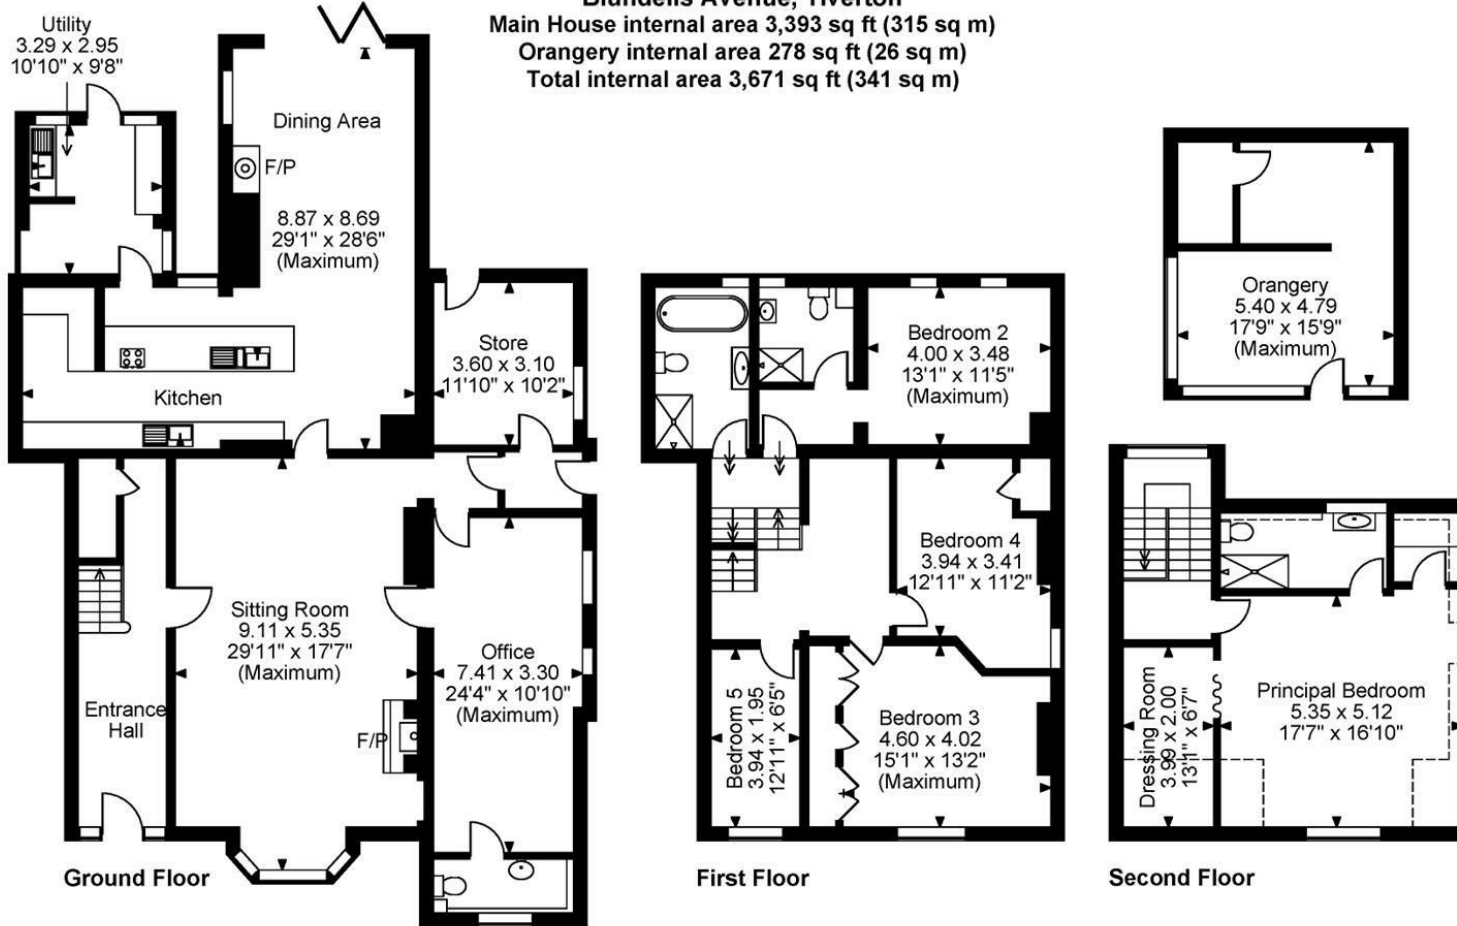 Blundells Avenue, Tiverton
Main House internal area 3,393 sq ft (315 sq m)
Orangery internal area 278 sq ft (26 sq m)
Total internal area 3,671 sq ft (341 sq m)
Utility
3.29 x 2.95
10'10" x 9'8"
Dining Area
F/P
8.87 x 8.69
29'1" x 28'6"
(Maximum)
Kitchen
Store
3.60 x 3.10
11'10" x 10'2"
Sitting Room
9.11 x 5.35
29'11" x 17'7"
(Maximum)
Office
7.41 x 3.30
24'4" x 10'10"
(Maximum)
Entrance
Hall
F/P
Ground Floor
Bedroom 2
4.00 x 3.48
13'1" x 11'5"
(Maximum)
Bedroom 4
3.94 x 3.41
12'11" x 11'2"
Bedroom 5
3.94 x 1.95
12'11" x 6'5"
Bedroom 3
4.60 x 4.02
15'1" x 13'2"
(Maximum)
First Floor
Orangery
5.40 x 4.79
17'9" x 15'9"
(Maximum)
Dressing Room
3.99 x 2.00
13'1" x 6'7"
Principal Bedroom
5.35 x 5.12
17'7" x 16'10"
Second Floor